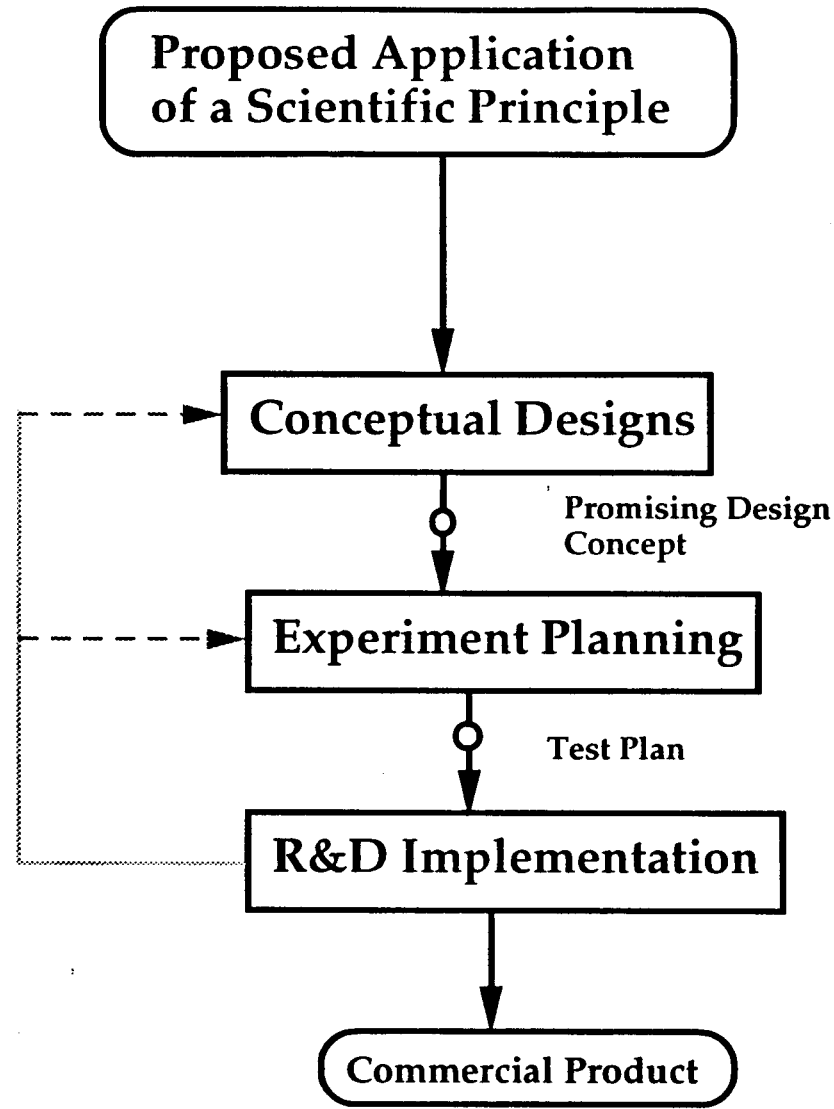 Proposed Application
of a Scientific Principle
Conceptual Designs
Promising Design
Concept
Experiment Planning
Test Plan
R&D Implementation
Commercial Product